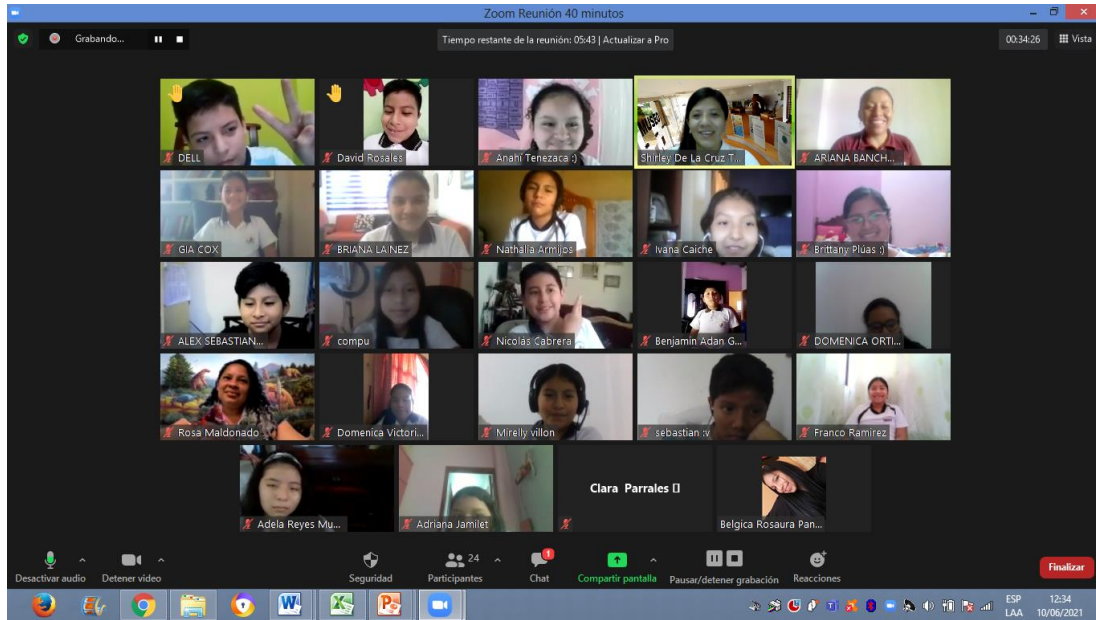 Zoom Reunión 40 minutos
Grabando...
Tiempo restante de la reunión: 05:43 | Actualizar a Pro
00:34:26
Vista
DELL
David Rosales
Anahí Tenezaca :)
MUSEO
Shirley De La Cruz T...
ARIANA BANCH...
GIA COX
BRIANA LAINEZ
Nathalia Armijos
Ivana Caiche
Brittany Plúas :)
ALEX SEBASTIAN...
compu
Nicolás Cabrera
Benjamin Adan G...
DOMENICA ORTI...
Rosa Maldonado
Domenica Victori...
Mirelly villon
sebastian :v
Franco Ramirez
Adela Reyes Mu...
Adriana Jamilet
Clara Parrales
Belgica Rosaura Pan...
Desactivar audio
Detener video
Seguridad
24
Participantes
1
Chat
Compartir pantalla
Pausar/detener grabación
Reacciones
Finalizar
ESP
LAA
12:34
10/06/2021